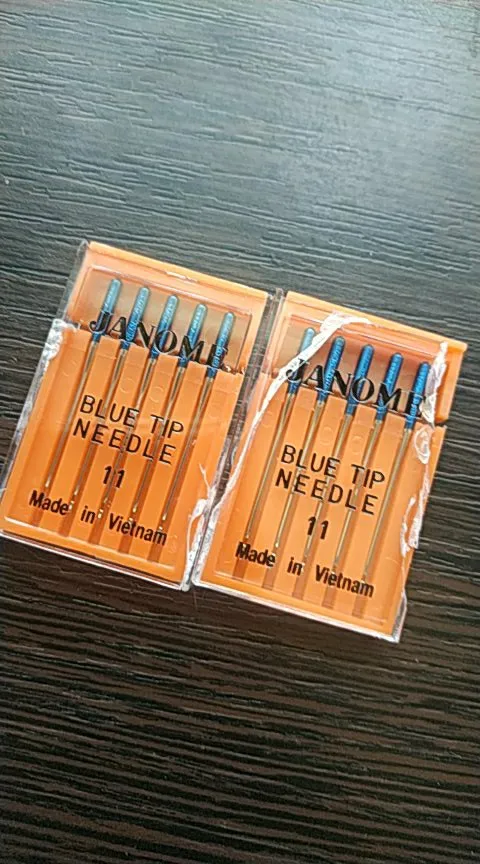 JANOME
BLUE TIP
NEEDLE
11
Made in Vietnam
JANOME
BLUE TIP
NEEDLE
11
Made in Vietnam